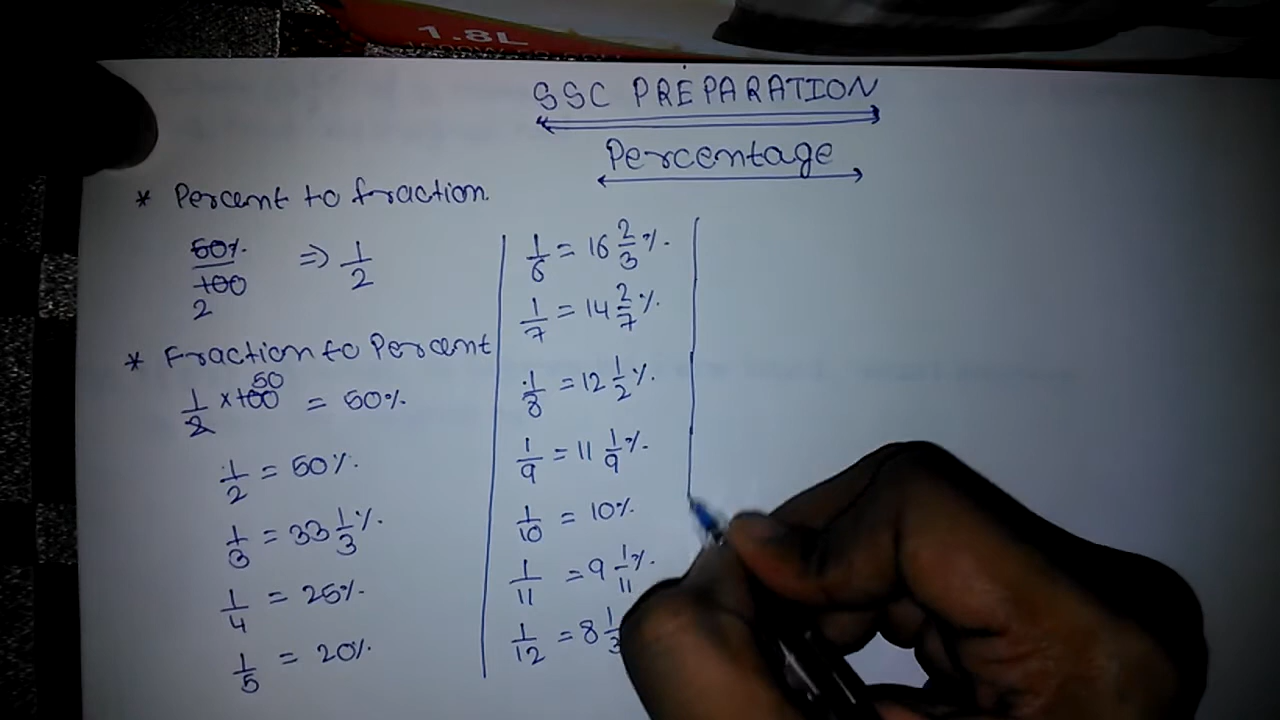 1.8L
SSC PREPARATION
Percentage
* Percent to fraction.
50%/100 2 => 1/2
* Fraction to Percent
1/2 × 100 50 = 50%
1/2 = 50%
1/3 = 33 1/3 %
1/4 = 25%
1/5 = 20%
1/6 = 16 2/3 %
1/7 = 14 2/7 %
1/8 = 12 1/2 %
1/9 = 11 1/9 %
1/10 = 10%
1/11 = 9 1/11 %
1/12 = 8 1/3